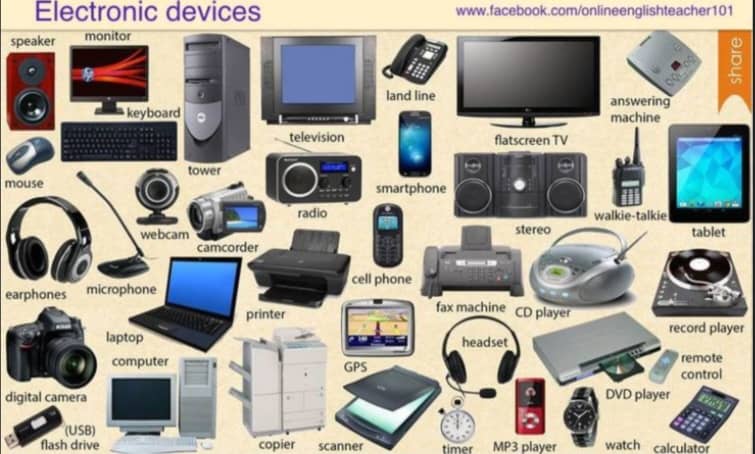 Electronic devices
www.facebook.com/onlineenglishteacher101
share
speaker
monitor
keyboard
tower
television
land line
flatscreen TV
answering
machine
mouse
webcam
camcorder
radio
smartphone
stereo
walkie-talkie
tablet
earphones
microphone
laptop
printer
cell phone
fax machine
CD player
record player
digital camera
computer
GPS
headset
DVD player
remote
control
(USB)
flash drive
copier
scanner
timer
MP3 player
watch
calculator